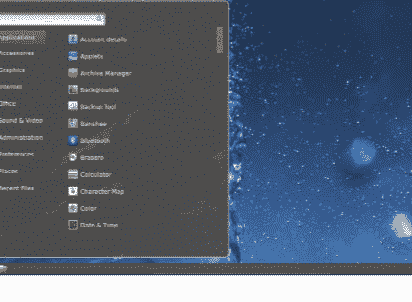 Applications
Accessories
Graphics
Internet
Office
Sound & Video
Administration
Preferences
Places
Recent Files
Account details
Applets
Archive Manager
Backgrounds
Backup Tool
Banshee
Bluetooth
Brasero
Calculator
Character Map
Color
Date & Time